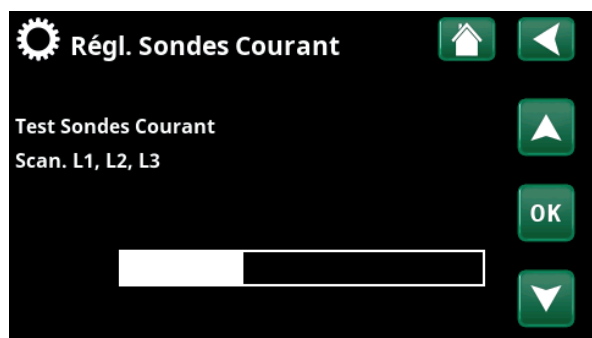 Régl. Sondes Courant
Test Sondes Courant
Scan. L1, L2, L3
OK